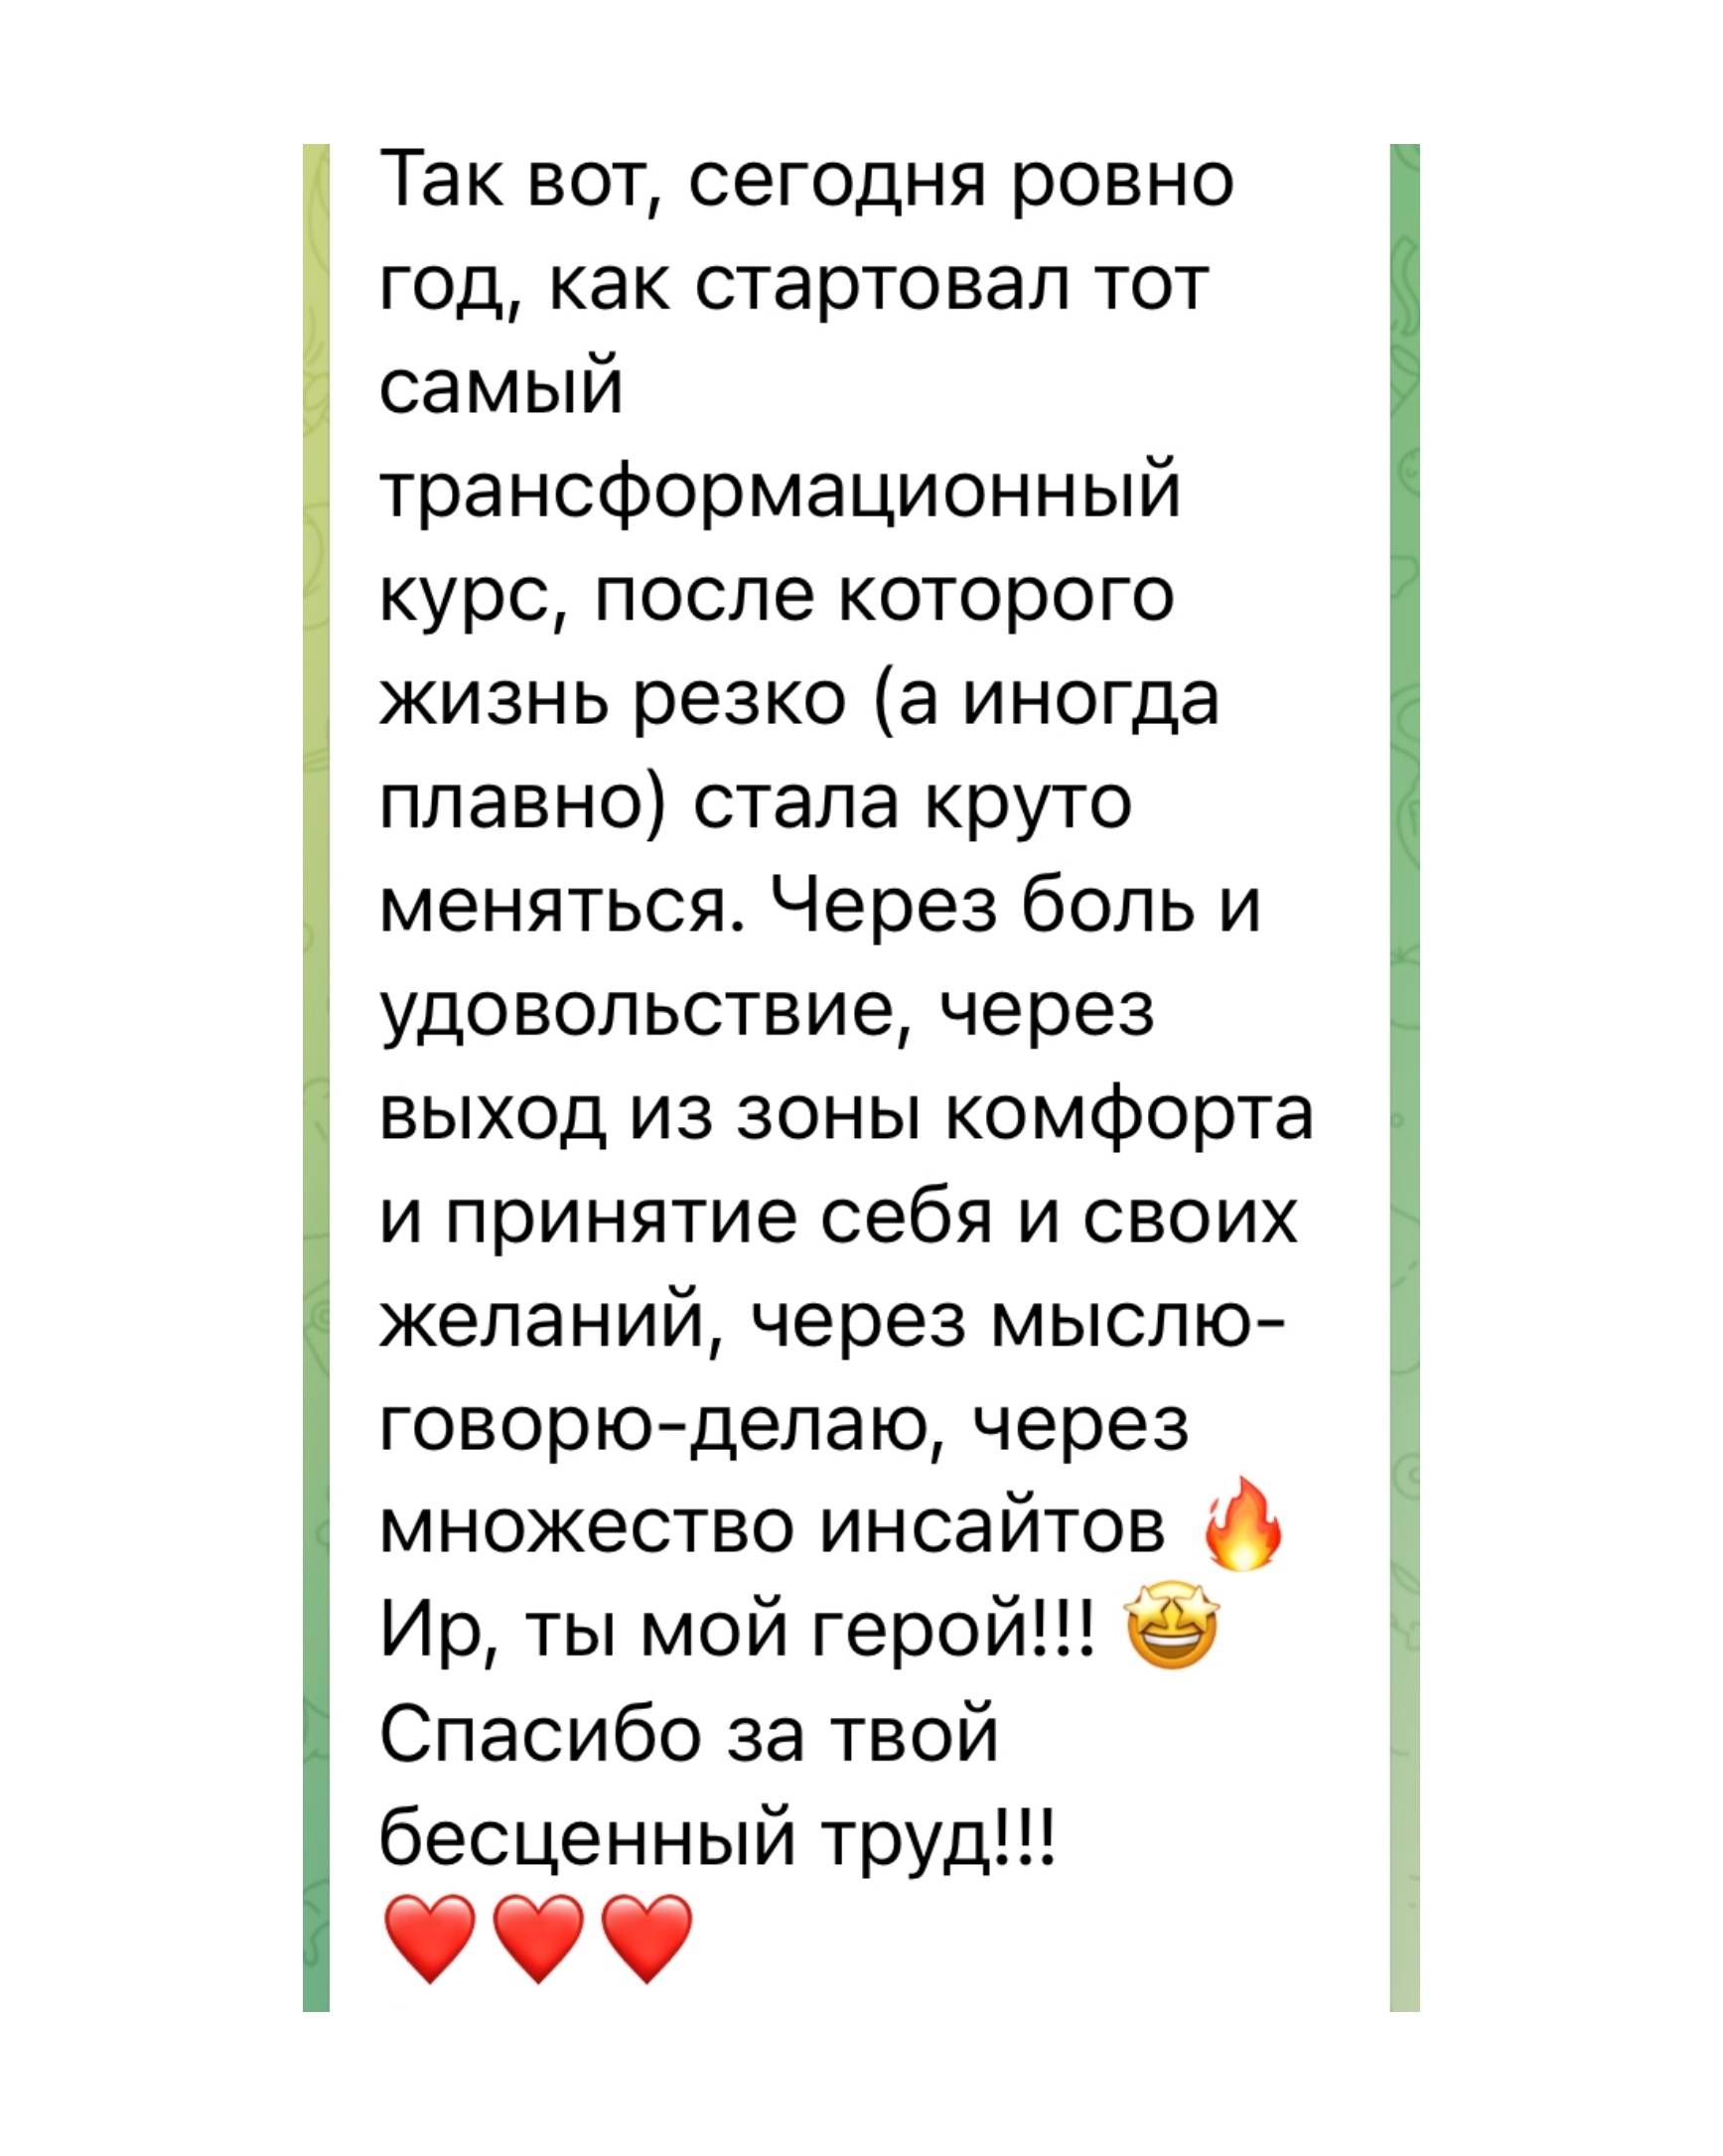 Так вот, сегодня ровно
год, как стартовал тот
самый
трансформационный
курс, после которого
жизнь резко (а иногда
плавно) стала круто
меняться. Через боль и
удовольствие, через
выход из зоны комфорта
и принятие себя и своих
желаний, через мыслю-
говорю-делаю, через
множество инсайтов 🔥
Ир, ты мой герой!!! 🤩
Спасибо за твой
бесценный труд!!!
❤️❤️❤️